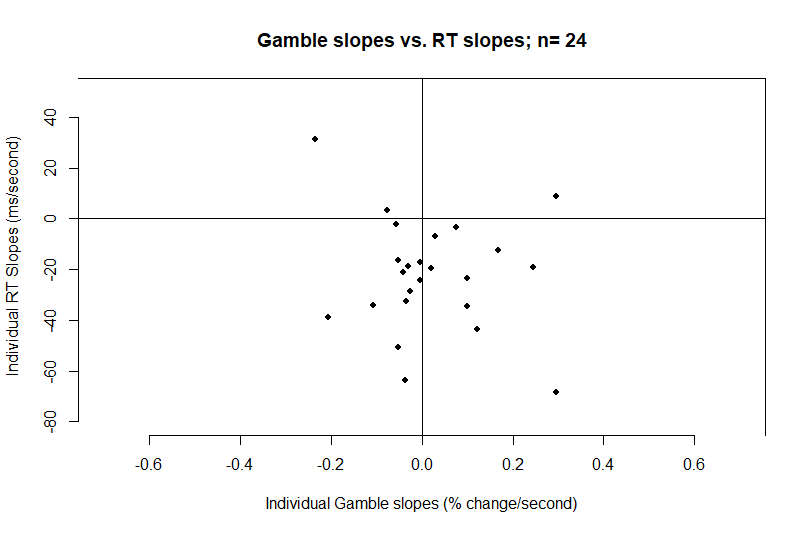 Gamble slopes vs. RT slopes; n= 24
Individual RT Slopes (ms/second)
40
20
0
-20
-40
-60
-80
-0.6 -0.4 -0.2 0.0 0.2 0.4 0.6
Individual Gamble slopes (% change/second)